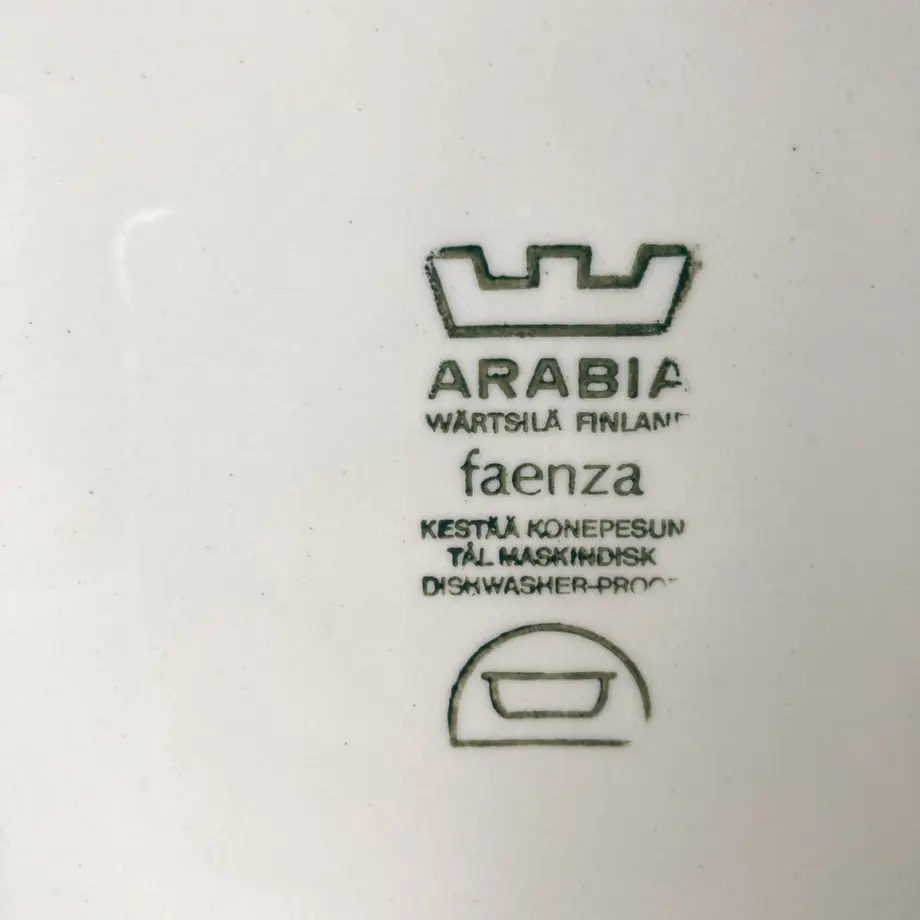 ARABIA
WÄRTSILÄ FINLAND
faenza
KESTÄÄ KONEPESUN
TÅL MASKINDISK
DISHWASHER-PROOF